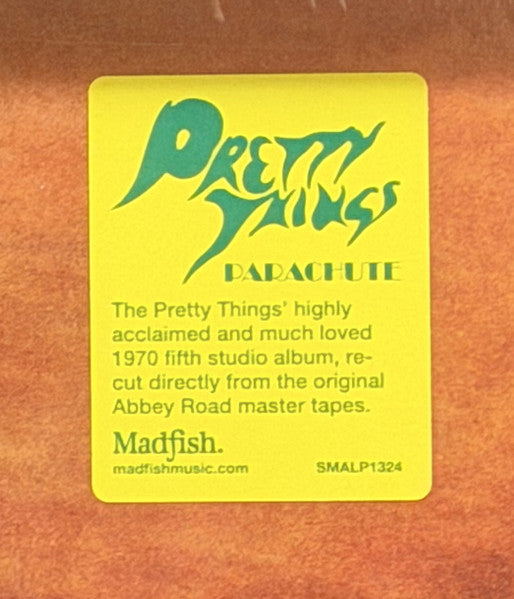 PRETTY
THINGS
PARACHUTE
The Pretty Things' highly
acclaimed and much loved
1970 fifth studio album, re-
cut directly from the original
Abbey Road master tapes.
Madfish.
madfishmusic.com SMALP1324